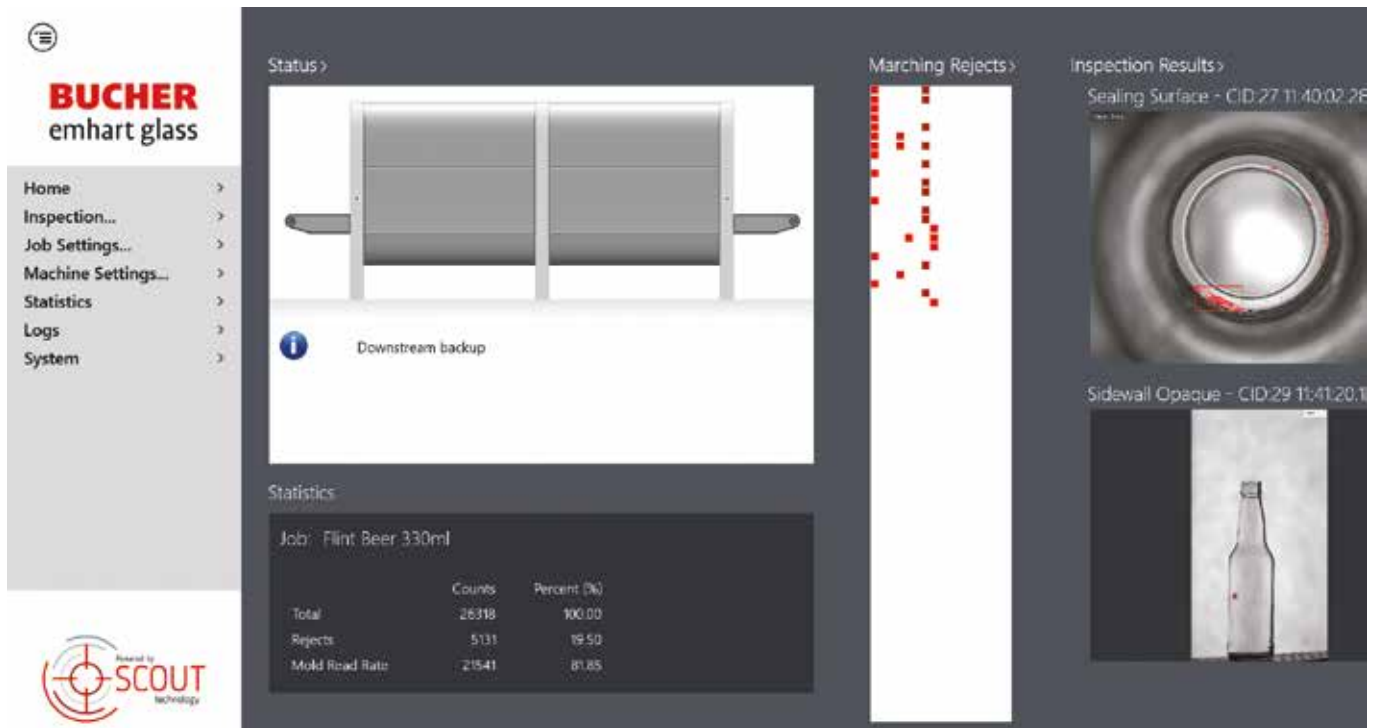 BUCHER
emhart glass
Home
Inspection...
Job Settings...
Machine Settings...
Statistics
Logs
System
Powered by
SCOUT
technology
Status
Downstream backup
Statistics
Job: Flint Beer 330ml
Counts Percent (%)
Total 26318 100.00
Rejects 5131 19.50
Mold Read Rate 21541 81.85
Marching Rejects
Inspection Results
Sealing Surface - CID:27 11:40:02.28
Sidewall Opaque - CID:29 11:41:20.1